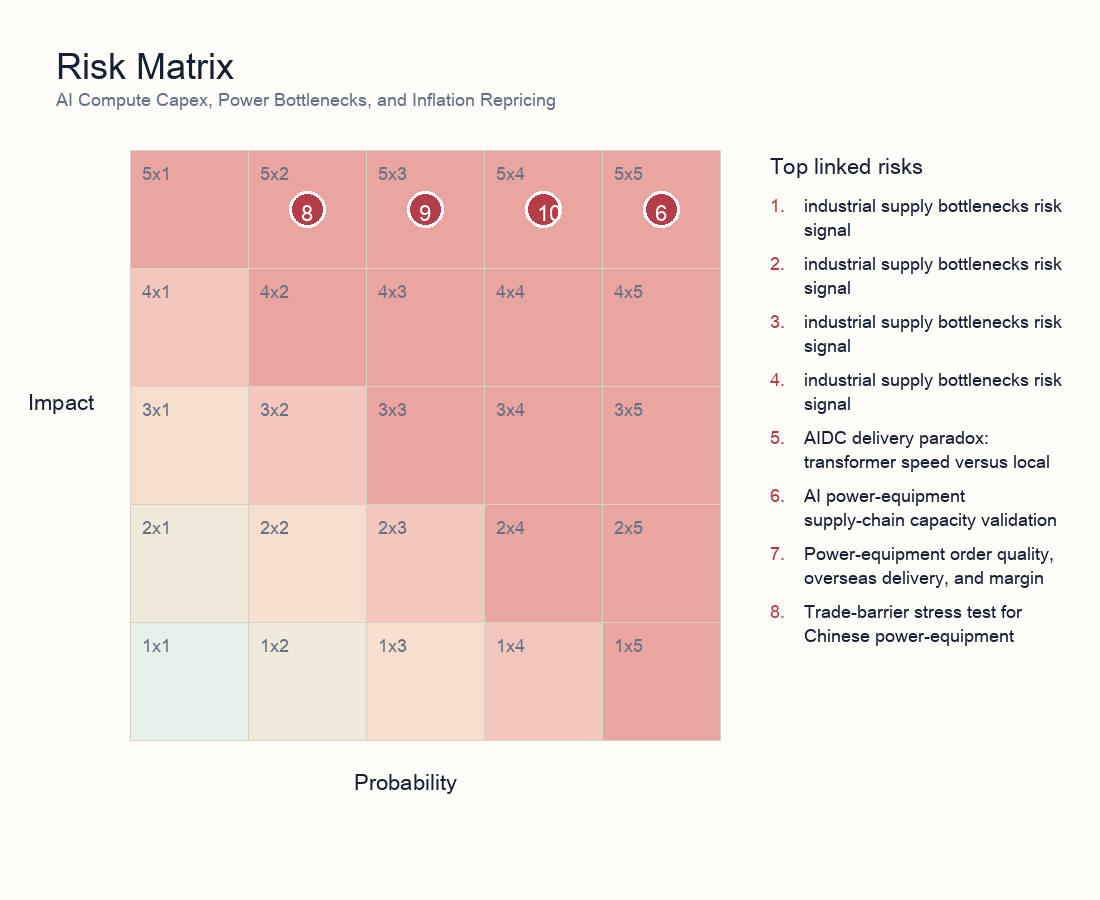 Risk Matrix
AI Compute Capex, Power Bottlenecks, and Inflation Repricing
5x1
5x2
5x3
5x4
5x5
8
9
10
6
4x1
4x2
4x3
4x4
4x5
3x1
3x2
3x3
3x4
3x5
2x1
2x2
2x3
2x4
2x5
1x1
1x2
1x3
1x4
1x5
Impact
Probability
Top linked risks
1. industrial supply bottlenecks risk
signal
2. industrial supply bottlenecks risk
signal
3. industrial supply bottlenecks risk
signal
4. industrial supply bottlenecks risk
signal
5. AIDC delivery paradox:
transformer speed versus local
6. AI power-equipment
supply-chain capacity validation
7. Power-equipment order quality,
overseas delivery, and margin
8. Trade-barrier stress test for
Chinese power-equipment